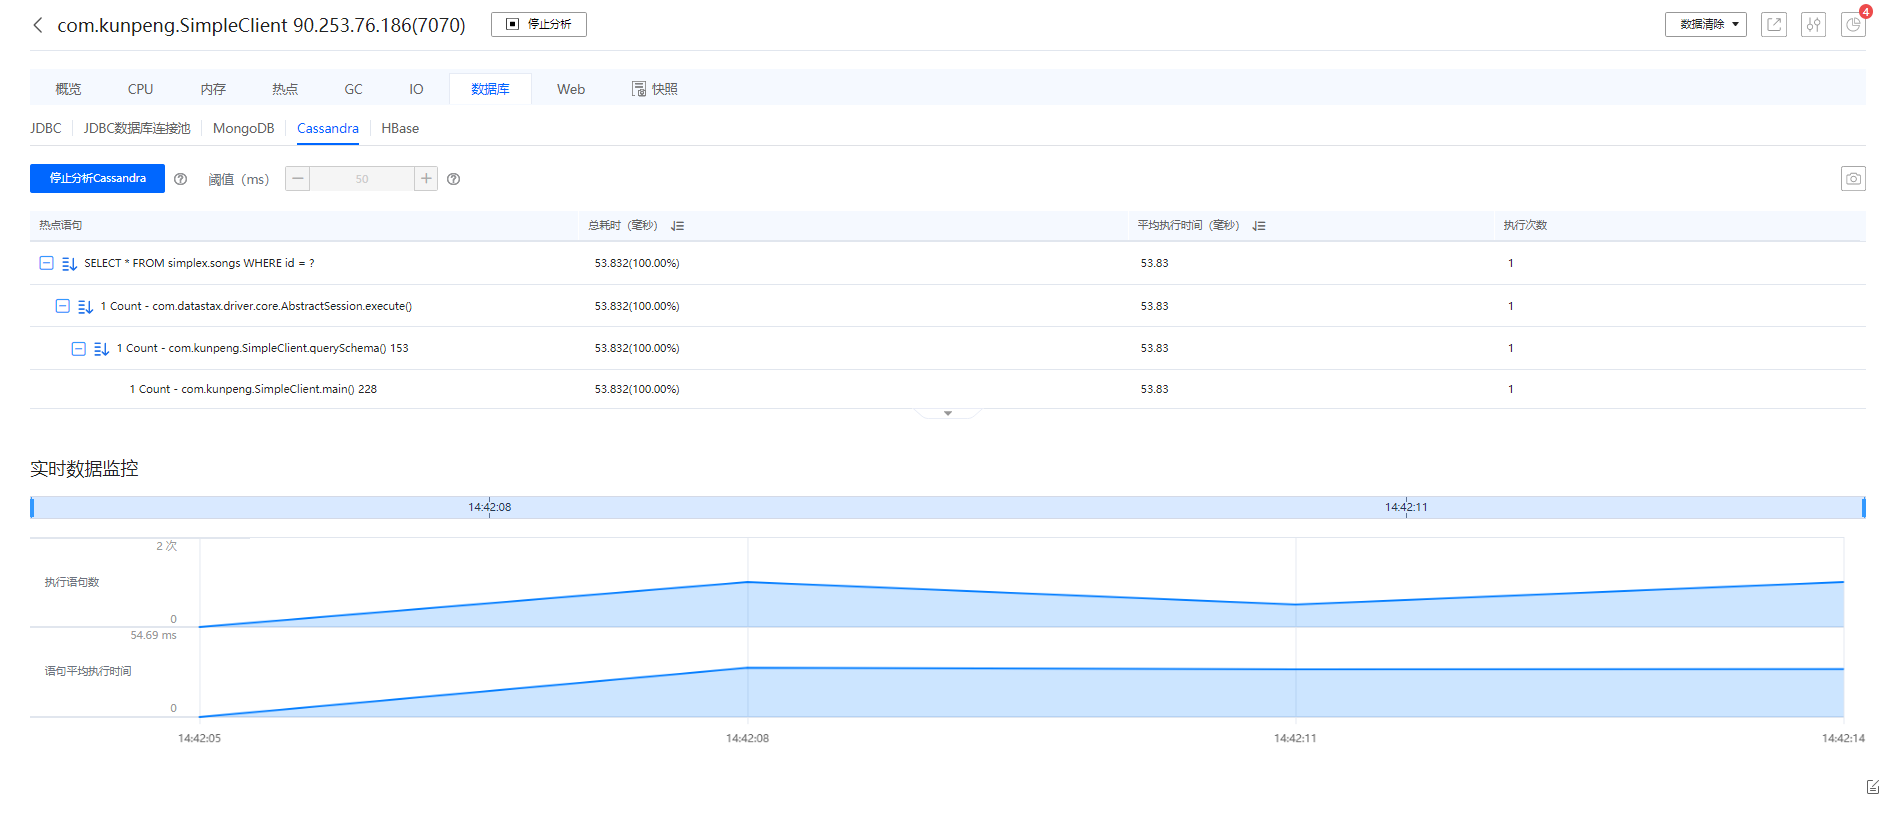 com.kunpeng.SimpleClient 90.253.76.186(7070) 停止分析 数据清除 4
概览 CPU 内存 热点 GC IO 数据库 Web 快照
JDBC JDBC数据库连接池 MongoDB Cassandra HBase
停止分析Cassandra 阈值（ms） 50
热点语句 总耗时（毫秒） 平均执行时间（毫秒） 执行次数
SELECT * FROM simplex.songs WHERE id = ? 53.832(100.00%) 53.83 1
1 Count - com.datastax.driver.core.AbstractSession.execute() 53.832(100.00%) 53.83 1
1 Count - com.kunpeng.SimpleClient.querySchema() 153 53.832(100.00%) 53.83 1
1 Count - com.kunpeng.SimpleClient.main() 228 53.832(100.00%) 53.83 1
实时数据监控
14:42:08 14:42:11
2 次
执行语句数
0
54.69 ms
语句平均执行时间
0
14:42:05 14:42:08 14:42:11 14:42:14